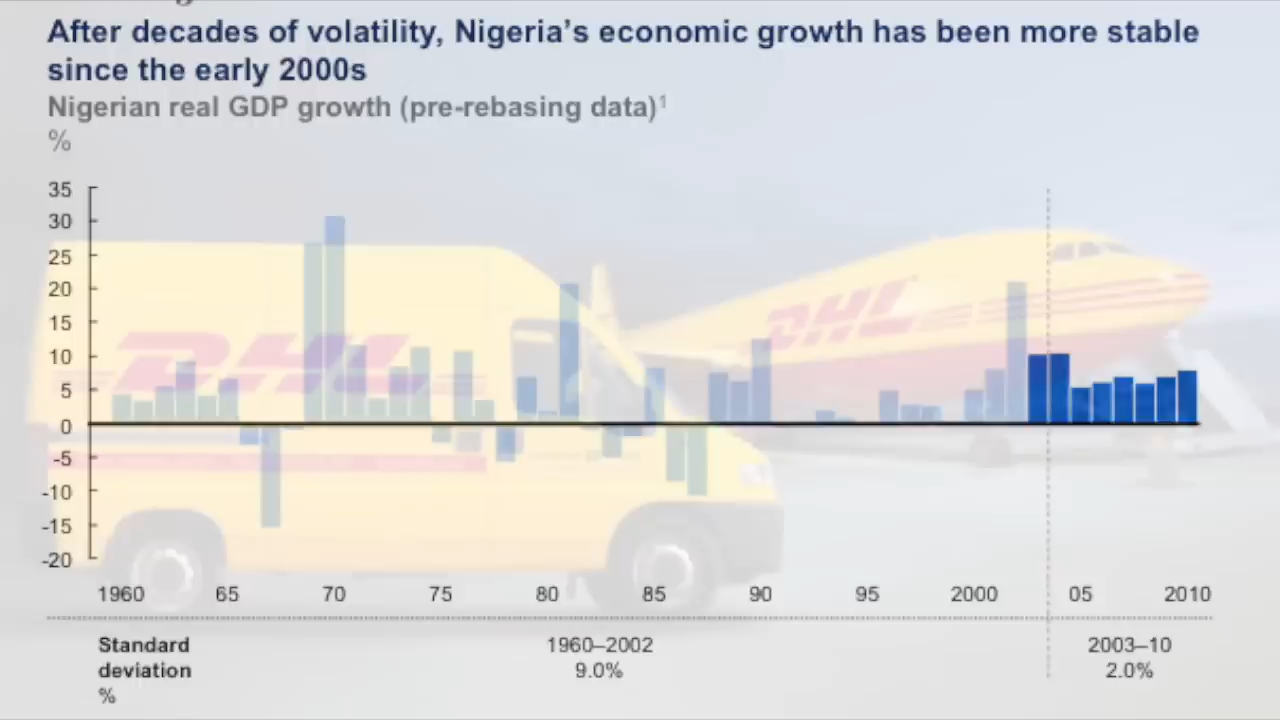 After decades of volatility, Nigeria's economic growth has been more stable
since the early 2000s
Nigerian real GDP growth (pre-rebasing data)¹
%
35
30
25
20
15
10
5
0
-5
-10
-15
-20
DHL
DHL
1960 65 70 75 80 85 90 95 2000 05 2010
Standard deviation %
1960–2002
9.0%
2003–10
2.0%